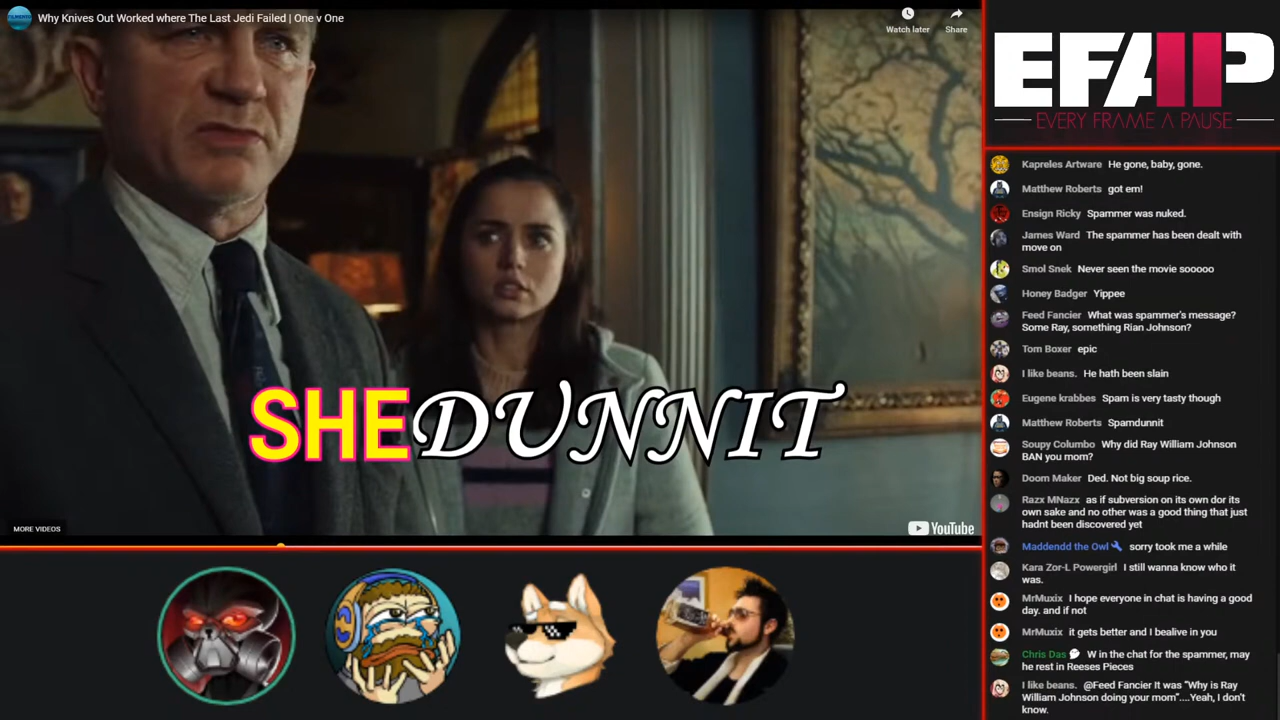 Why Knives Out Worked where The Last Jedi Failed | One v One
Watch later
Share
SHEDUNNIT
MORE VIDEOS
YouTube
EFAP
EVERY FRAME A PAUSE
Kapreles Artware He gone, baby, gone.
Matthew Roberts got em!
Ensign Ricky Spammer was nuked.
James Ward The spammer has been dealt with
move on
Smol Snek Never seen the movie sooooo
Honey Badger Yippee
Feed Fancier What was spammer's message?
Some Ray, something Rian Johnson?
Tom Boxer epic
I like beans. He hath been slain
Eugene krabbes Spam is very tasty though
Matthew Roberts Spamdunnit
Soupy Columbo Why did Ray William Johnson
BAN you mom?
Doom Maker Ded. Not big soup rice.
Razx MNazx as if subversion on its own dor its
own sake and no other was a good thing that just
hadnt been discovered yet
Maddendd the Owl sorry took me a while
Kara Zor-L Powergirl I still wanna know who it
was.
MrMuxix I hope everyone in chat is having a good
day. and if not
MrMuxix it gets better and I bealive in you
Chris Das W in the chat for the spammer, may
he rest in Reeses Pieces
I like beans. @Feed Fancier It was "Why is Ray
William Johnson doing your mom"....Yeah, I don't
know.